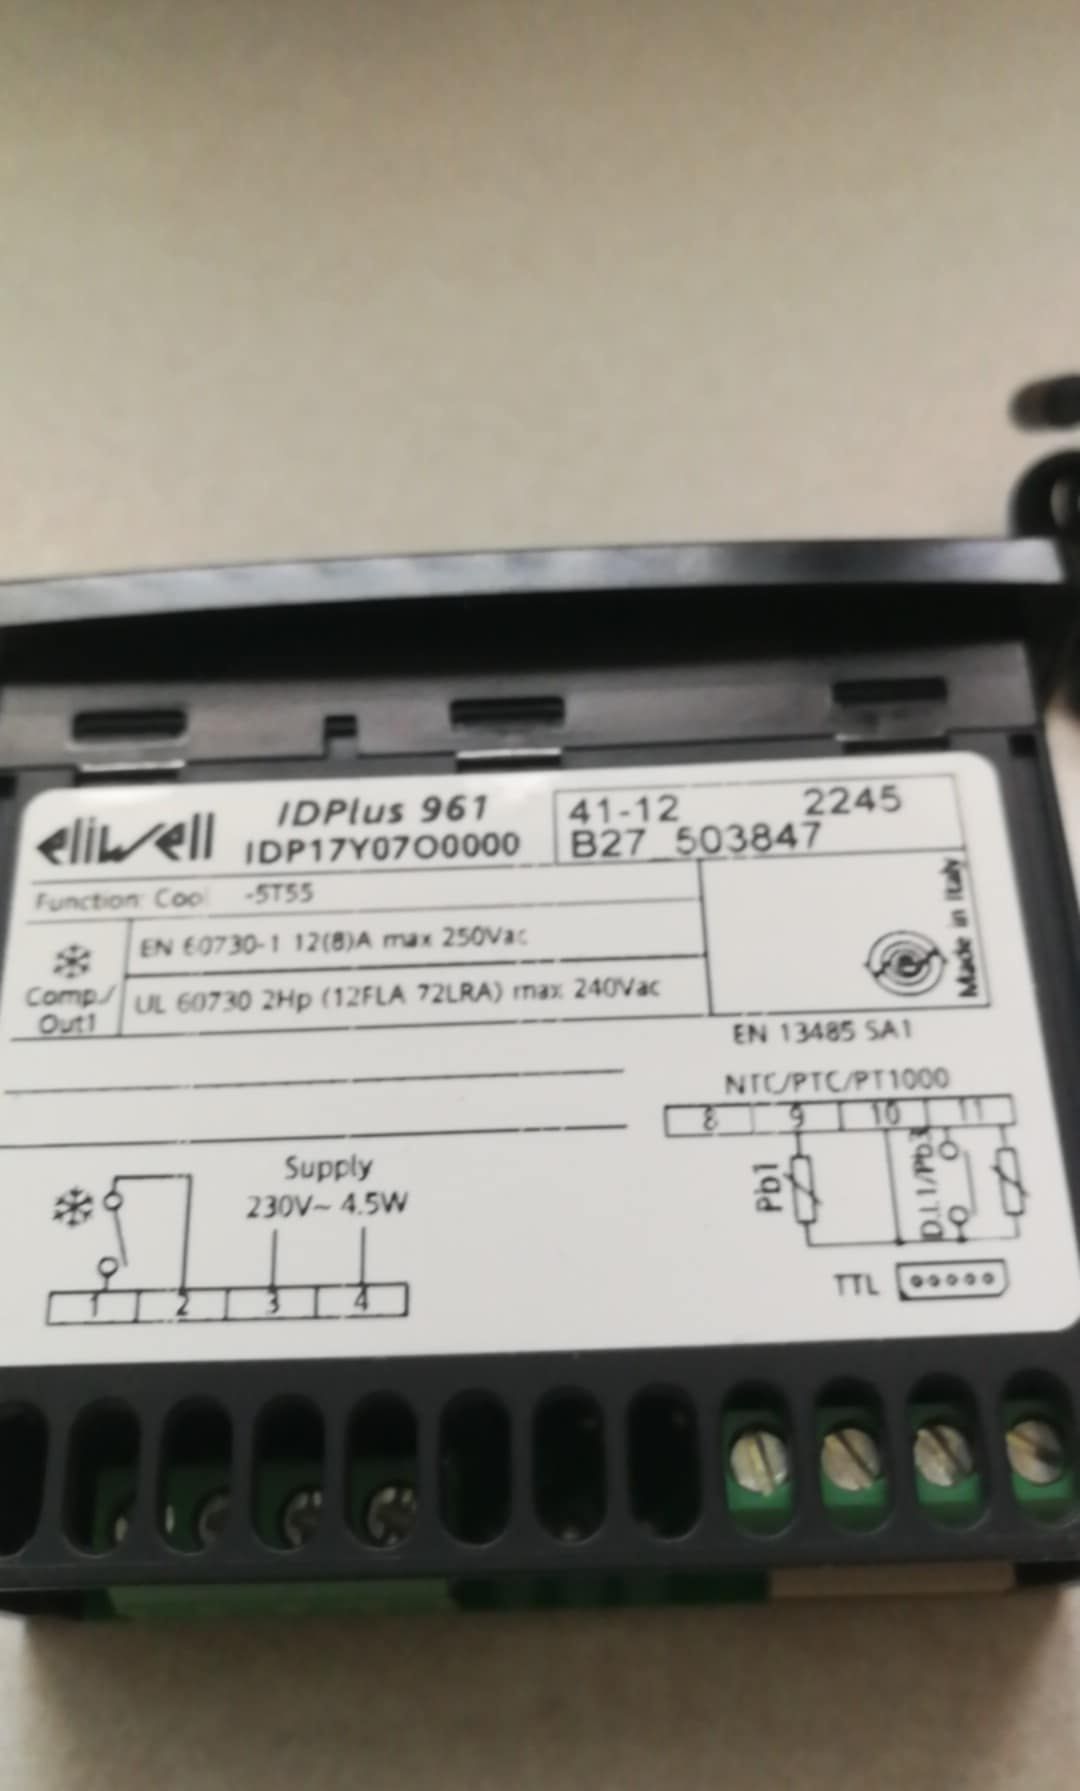 eliwell
IDPlus 961
IDP17Y07O0000
41-12 2245
B27 503847
Function: Cool -5T55
Made in Italy
EN 60730-1 12(8)A max 250Vac
Comp./
Out1
UL 60730 2Hp (12FLA 72LRA) max 240Vac
EN 13485 SA1
NTC/PTC/PT1000
8 9 10 11
Pb1
D.I.1/Pb3
Supply
230V~ 4.5W
TTL
1 2 3 4